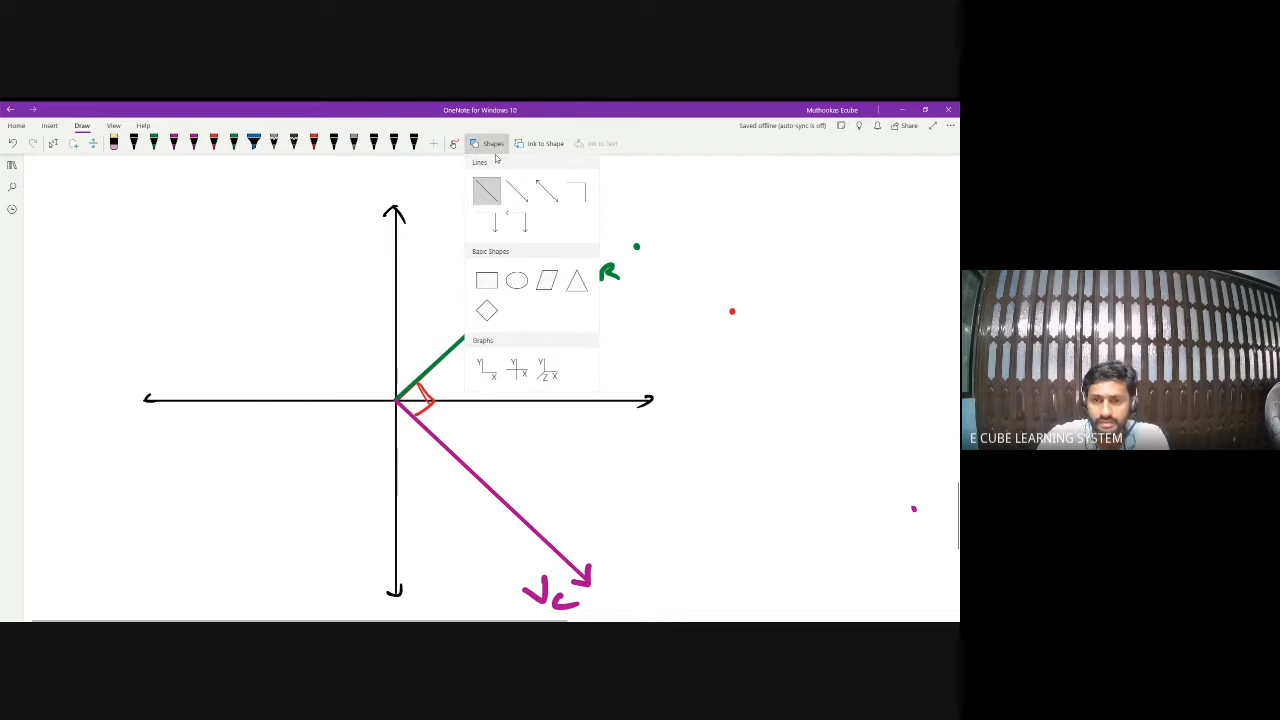 OneNote for Windows 10
Muthookas Ecube
Home Insert Draw View Help
Saved offline (auto-sync is off)
Share
Shapes
Ink to Shape
Ink to Text
Lines
Basic Shapes
R
Graphs
Y X
Y X
Y Z X
E CUBE LEARNING SYSTEM
Vc